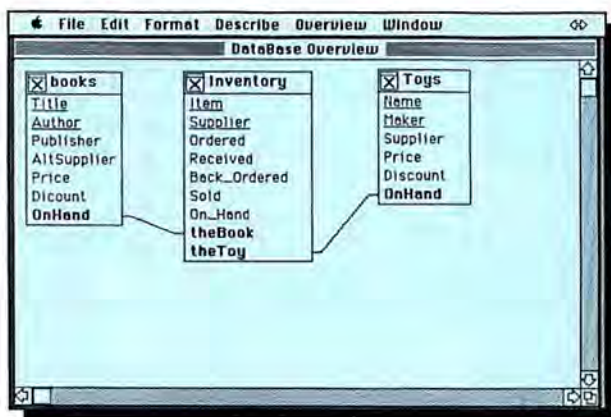 File Edit Format Describe Overview Window
DataBase Overview
books
Title
Author
Publisher
AltSupplier
Price
Dicount
OnHand
Inventory
Item
Supplier
Ordered
Received
Back_Ordered
Sold
On_Hand
theBook
theToy
Toys
Name
Maker
Supplier
Price
Discount
OnHand